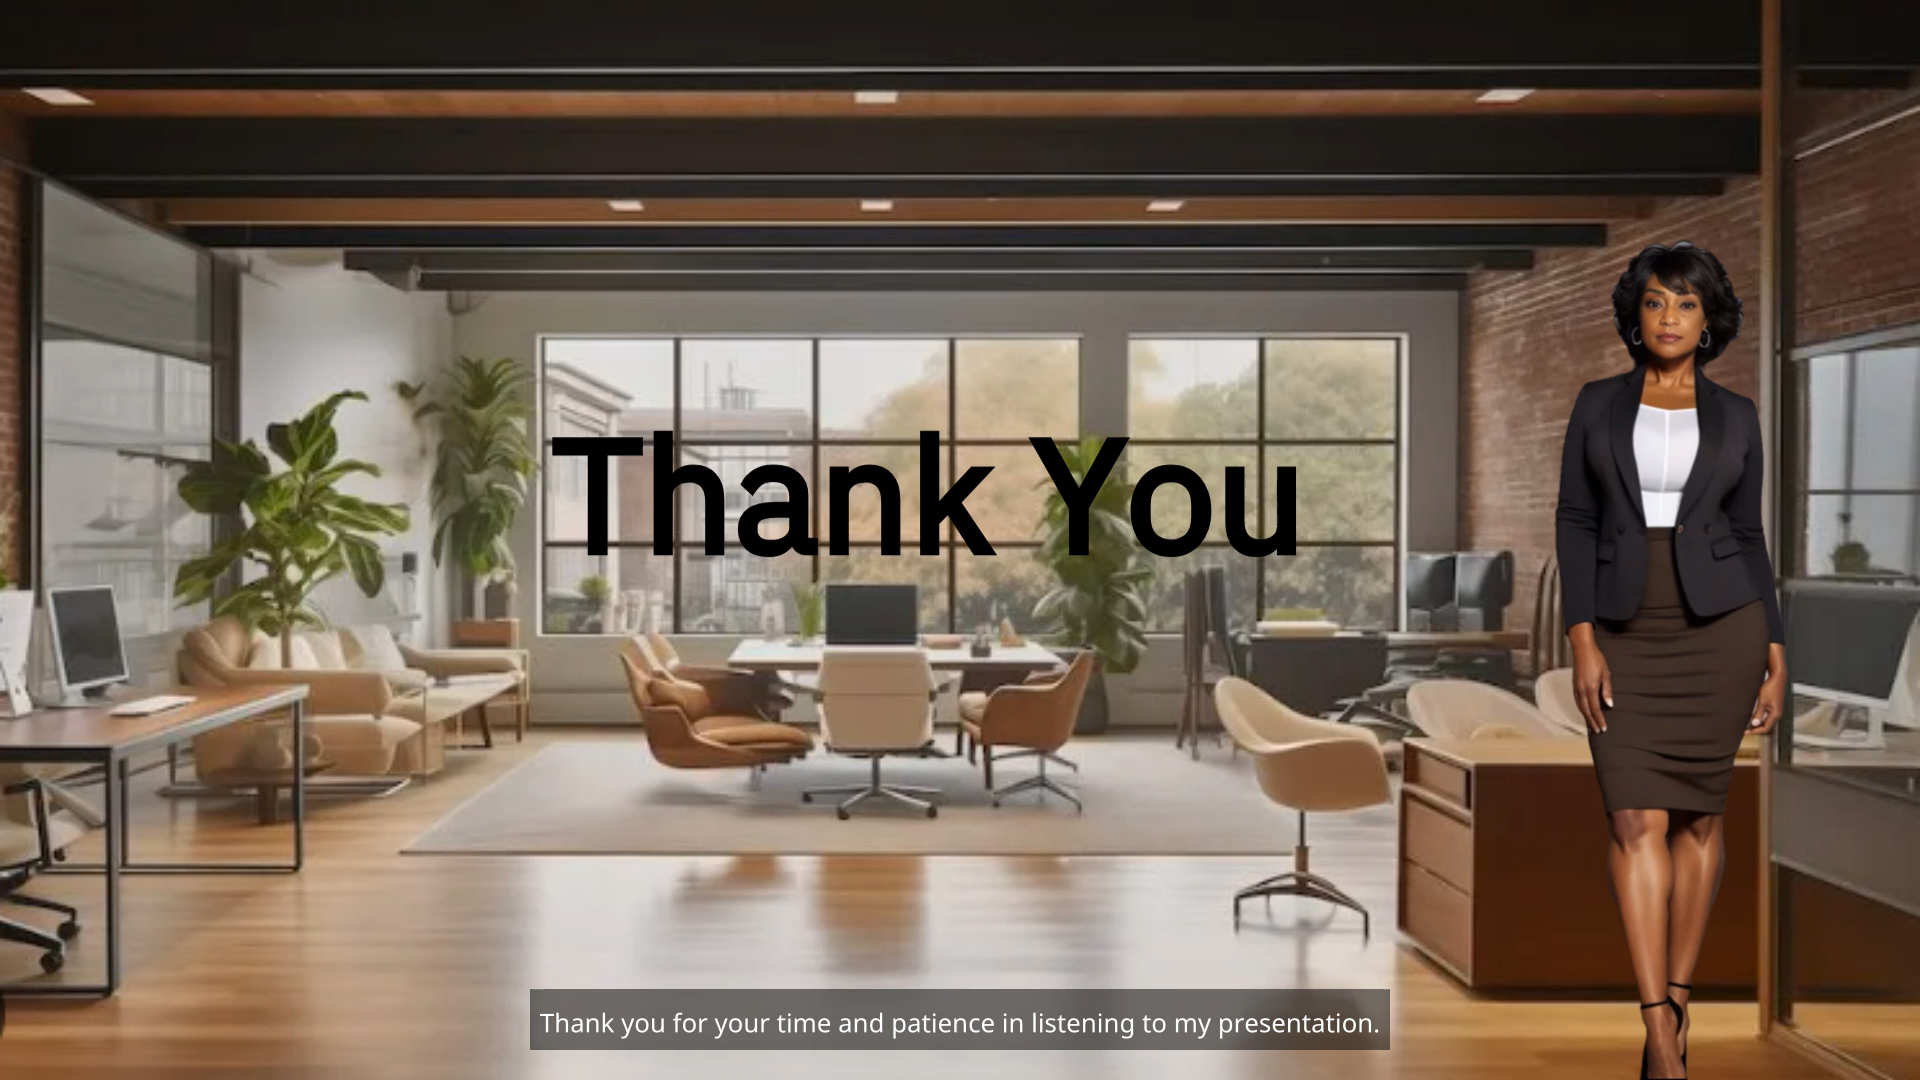 Thank You
Thank you for your time and patience in listening to my presentation.